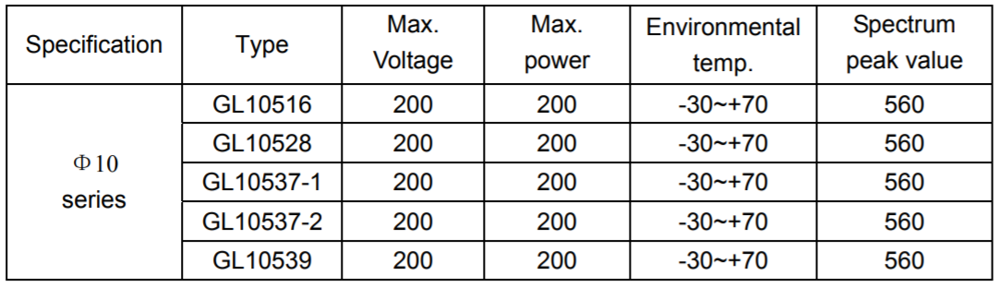 Specification Type Max. Voltage Max. power Environmental temp. Spectrum peak value
Φ10 series
GL10516 200 200 -30~+70 560
GL10528 200 200 -30~+70 560
GL10537-1 200 200 -30~+70 560
GL10537-2 200 200 -30~+70 560
GL10539 200 200 -30~+70 560